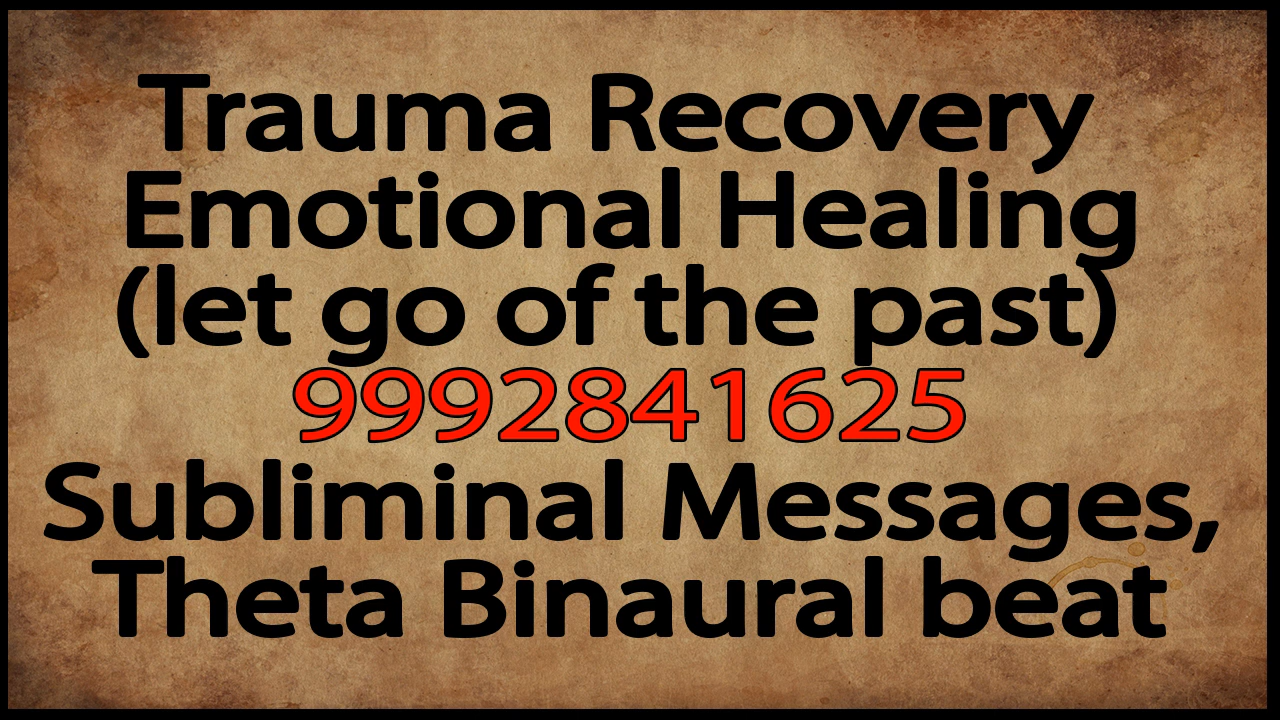 Trauma Recovery
Emotional Healing
(let go of the past)
9992841625
Subliminal Messages,
Theta Binaural beat